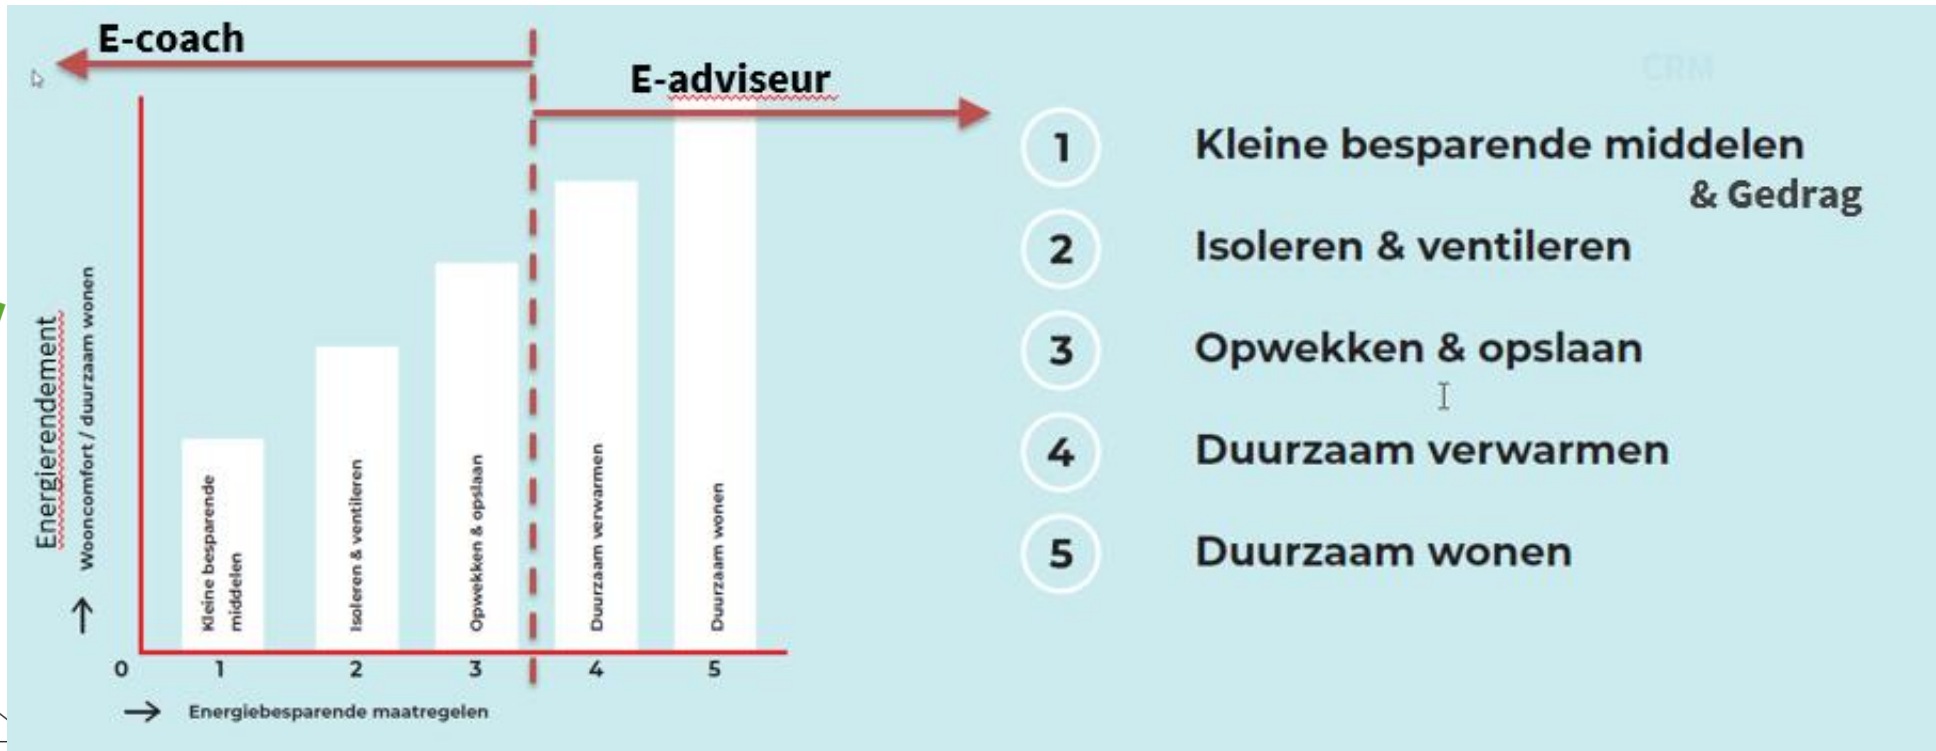 E-coach
E-adviseur
Energierendement
Wooncomfort / duurzaam wonen
Kleine besparende
middelen
Isoleren & ventileren
Opwekken & opslaan
Duurzaam verwarmen
Duurzaam wonen
0 1 2 3 4 5
Energiebesparende maatregelen
CRM
1 Kleine besparende middelen
& Gedrag
2 Isoleren & ventileren
3 Opwekken & opslaan
4 Duurzaam verwarmen
5 Duurzaam wonen